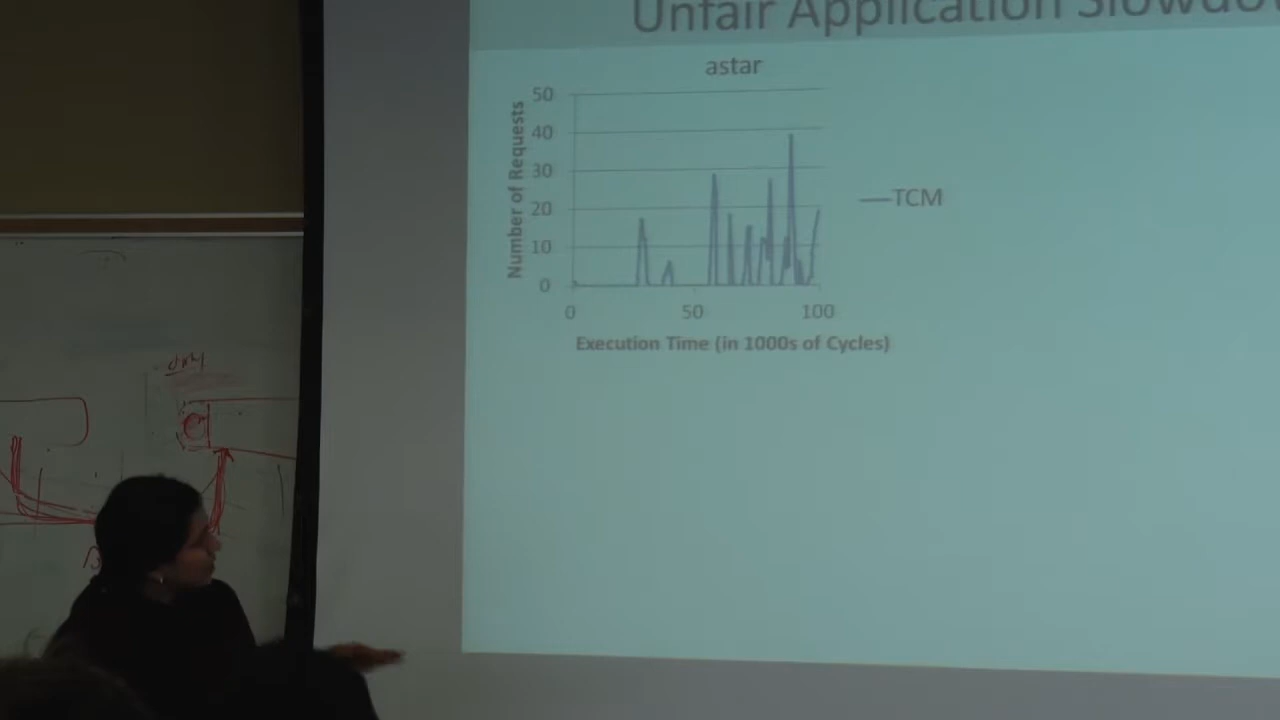 Unfair Application Slowdo
astar
50
40
30
20
10
0
Number of Requests
0 50 100
Execution Time (in 1000s of Cycles)
TCM